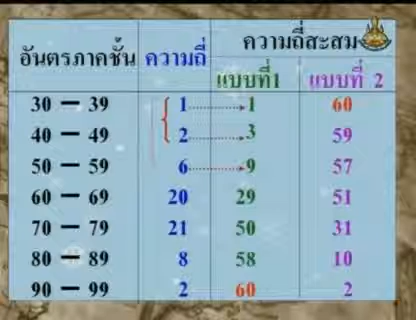 ความถี่สะสม
อันตรภาคชั้น ความถี่
แบบที่1 แบบที่ 2
30 – 39 1 1 60
40 – 49 2 3 59
50 – 59 6 9 57
60 – 69 20 29 51
70 – 79 21 50 31
80 – 89 8 58 10
90 – 99 2 60 2